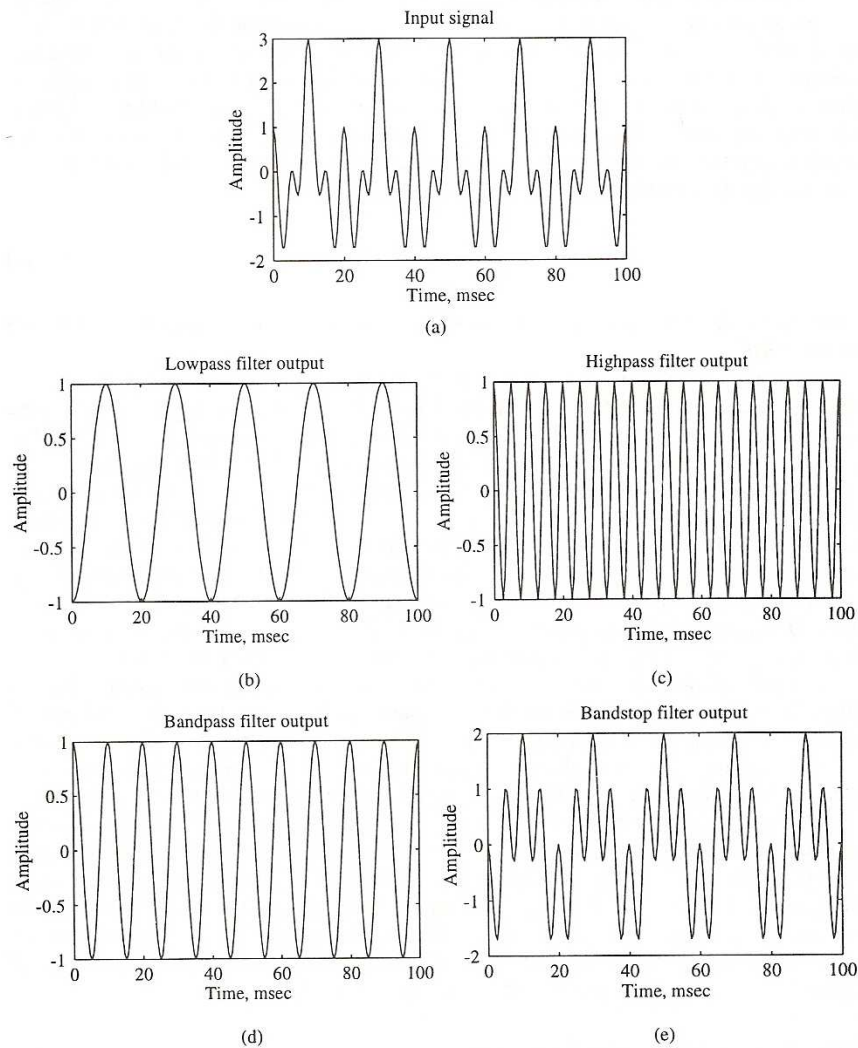 Input signal
3
2
1
0
-1
-2
Amplitude
0 20 40 60 80 100
Time, msec
(a)
Lowpass filter output
1
0.5
0
-0.5
-1
Amplitude
0 20 40 60 80 100
Time, msec
(b)
Highpass filter output
1
0.5
0
-0.5
-1
Amplitude
0 20 40 60 80 100
Time, msec
(c)
Bandpass filter output
1
0.5
0
-0.5
-1
Amplitude
0 20 40 60 80 100
Time, msec
(d)
Bandstop filter output
2
1
0
-1
-2
Amplitude
0 20 40 60 80 100
Time, msec
(e)